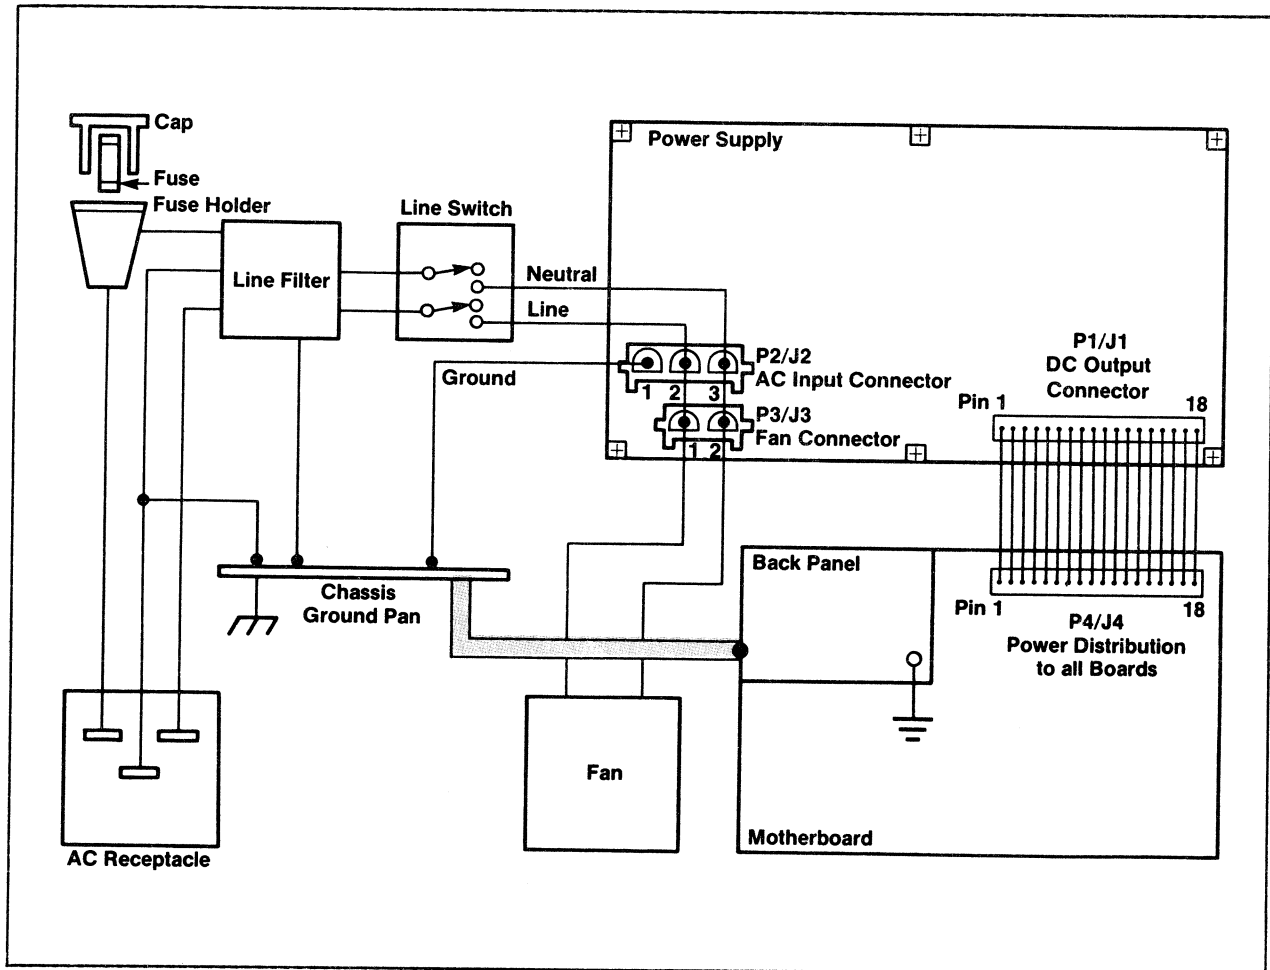 Cap
Fuse
Fuse Holder
Line Filter
Line Switch
Neutral
Line
Ground
Power Supply
P2/J2
AC Input Connector
1 2 3
P3/J3
Fan Connector
1 2
P1/J1
DC Output
Connector
Pin 1
18
Chassis
Ground Pan
Back Panel
Pin 1
18
P4/J4
Power Distribution
to all Boards
Fan
Motherboard
AC Receptacle